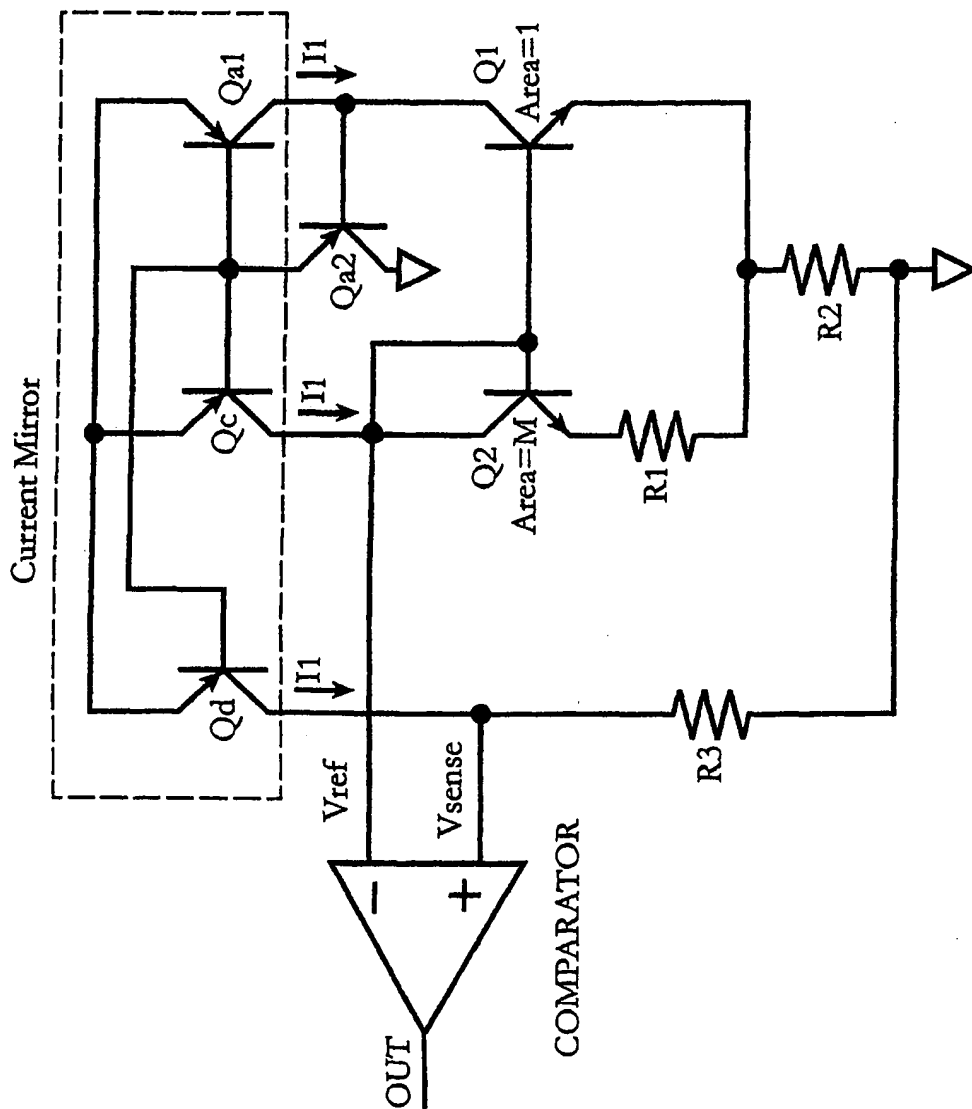 Current Mirror
Qd
Qc
Qa1
I1
I1
I1
Qa2
Vref
Vsense
−
+
OUT
COMPARATOR
Q2
Area=M
Q1
Area=1
R1
R2
R3